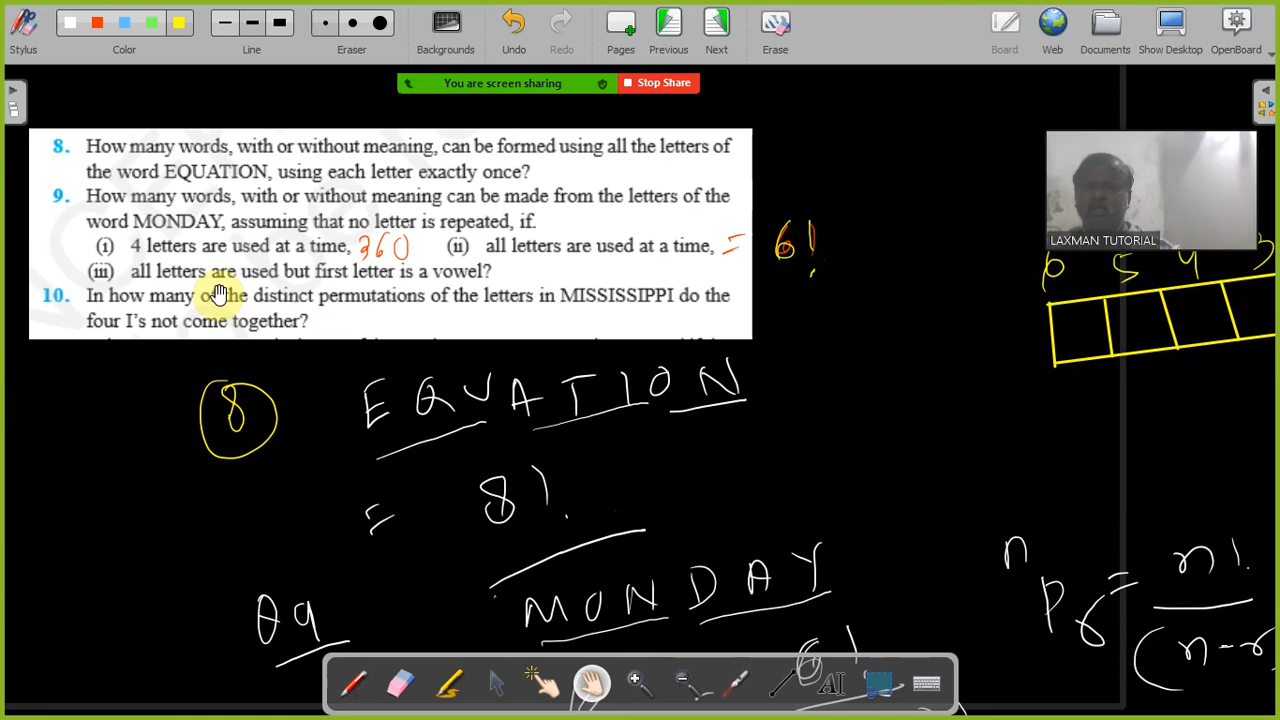 Stylus Color Line Eraser Backgrounds Undo Redo Pages Previous Next Erase Board Web Documents Show Desktop OpenBoard
You are screen sharing Stop Share
8. How many words, with or without meaning, can be formed using all the letters of
the word EQUATION, using each letter exactly once?
9. How many words, with or without meaning can be made from the letters of the
word MONDAY, assuming that no letter is repeated, if.
(i) 4 letters are used at a time, 360 (ii) all letters are used at a time, = 6!
(iii) all letters are used but first letter is a vowel?
10. In how many of the distinct permutations of the letters in MISSISSIPPI do the
four I's not come together?
LAXMAN TUTORIAL
6 5 4 3
8 EQUATION
= 8!
nPr = n!
(n-r
Q9 MONDAY
6!
AI